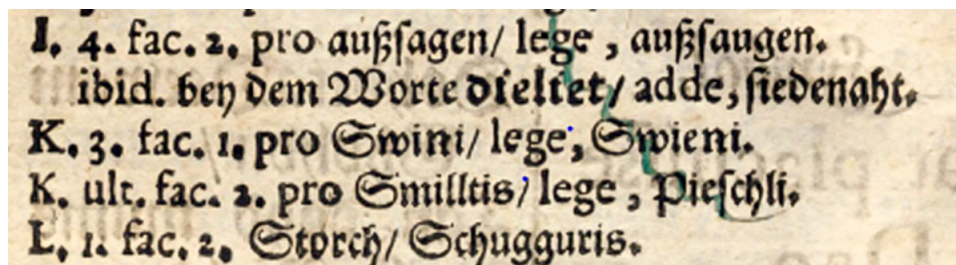 I. 4. fac. 2. pro außſagen/ lege, außſaugen.
ibid. bey dem Worte dieliet/ adde, ſiedenaht.
K. 3. fac. 1. pro Swini/ lege, Swieni.
K. ult. fac. 2. pro Smilltis/ lege, Pieſchli.
L. 1. fac. 2. Storch/ Schugguris.